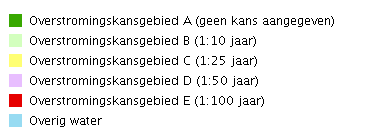 Overstromingskansgebied A (geen kans aangegeven)
Overstromingskansgebied B (1:10 jaar)
Overstromingskansgebied C (1:25 jaar)
Overstromingskansgebied D (1:50 jaar)
Overstromingskansgebied E (1:100 jaar)
Overig water